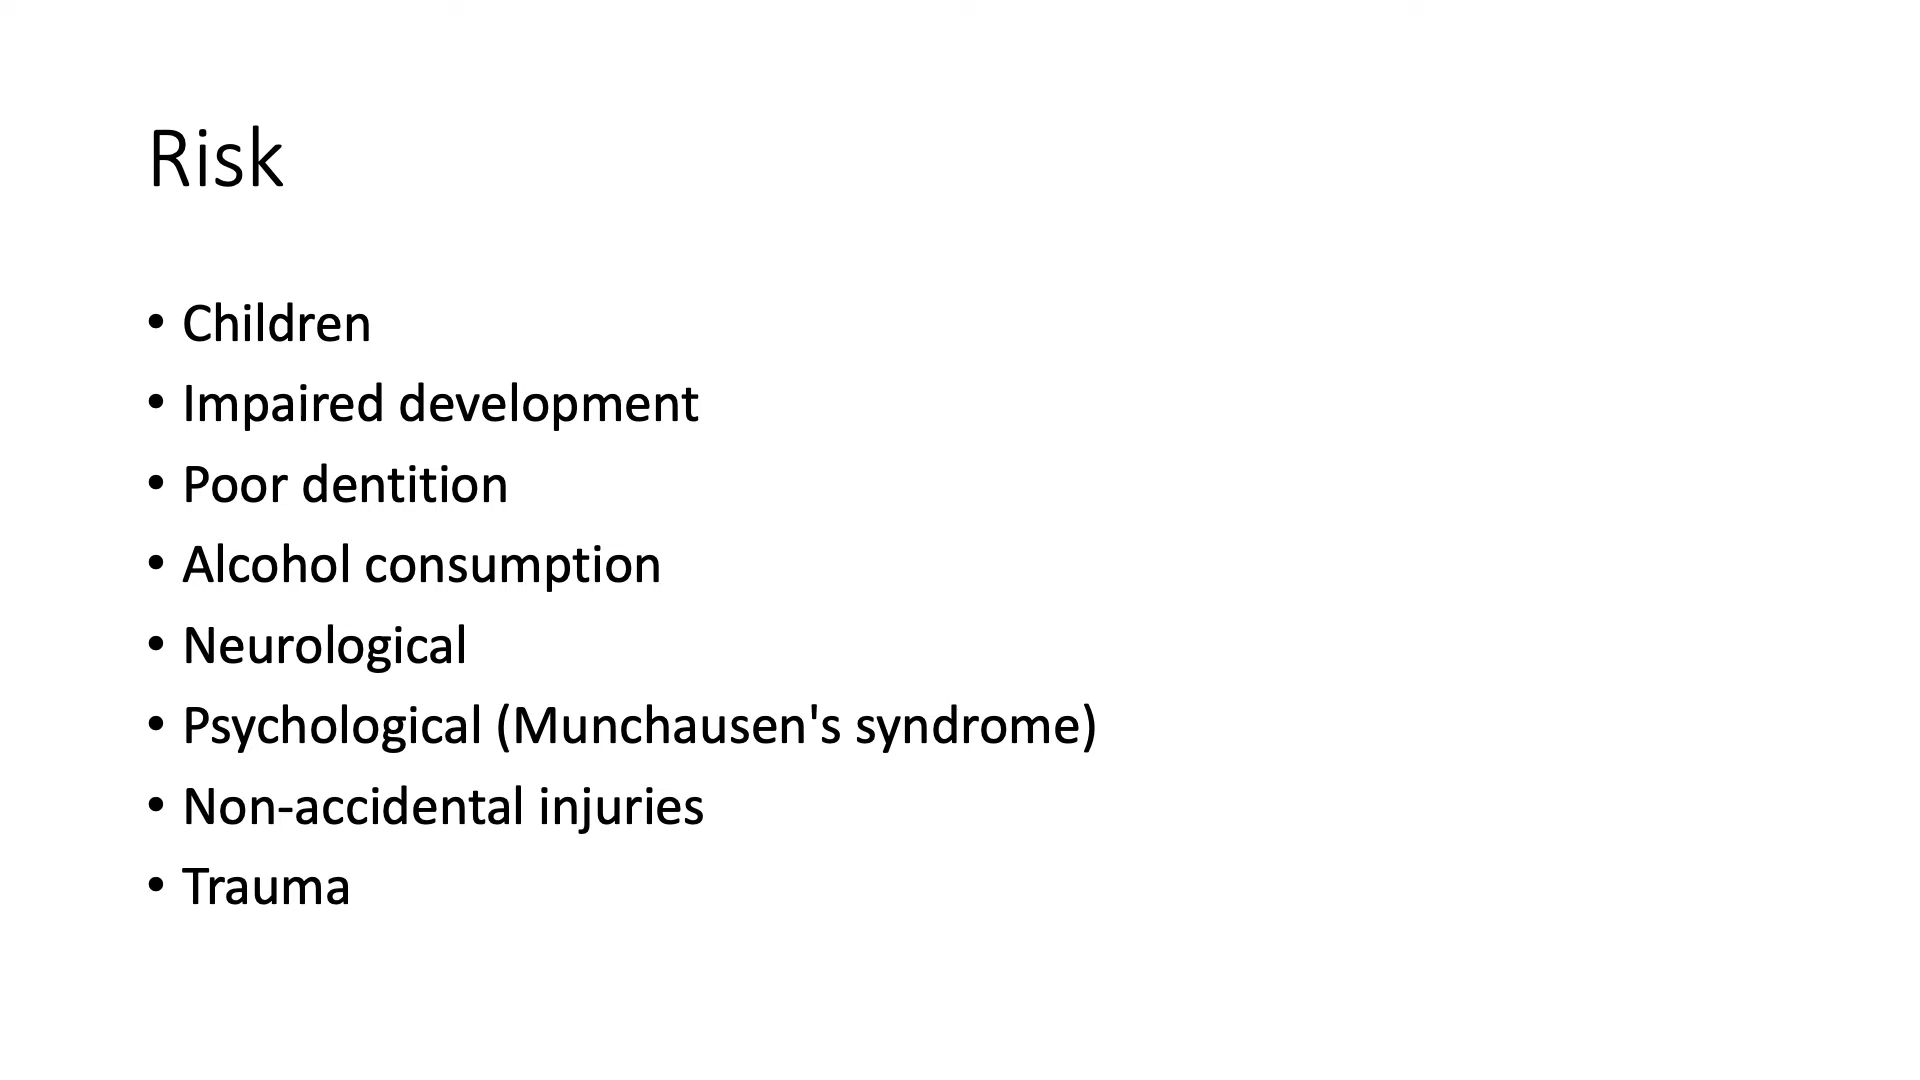 Risk
• Children
• Impaired development
• Poor dentition
• Alcohol consumption
• Neurological
• Psychological (Munchausen's syndrome)
• Non-accidental injuries
• Trauma